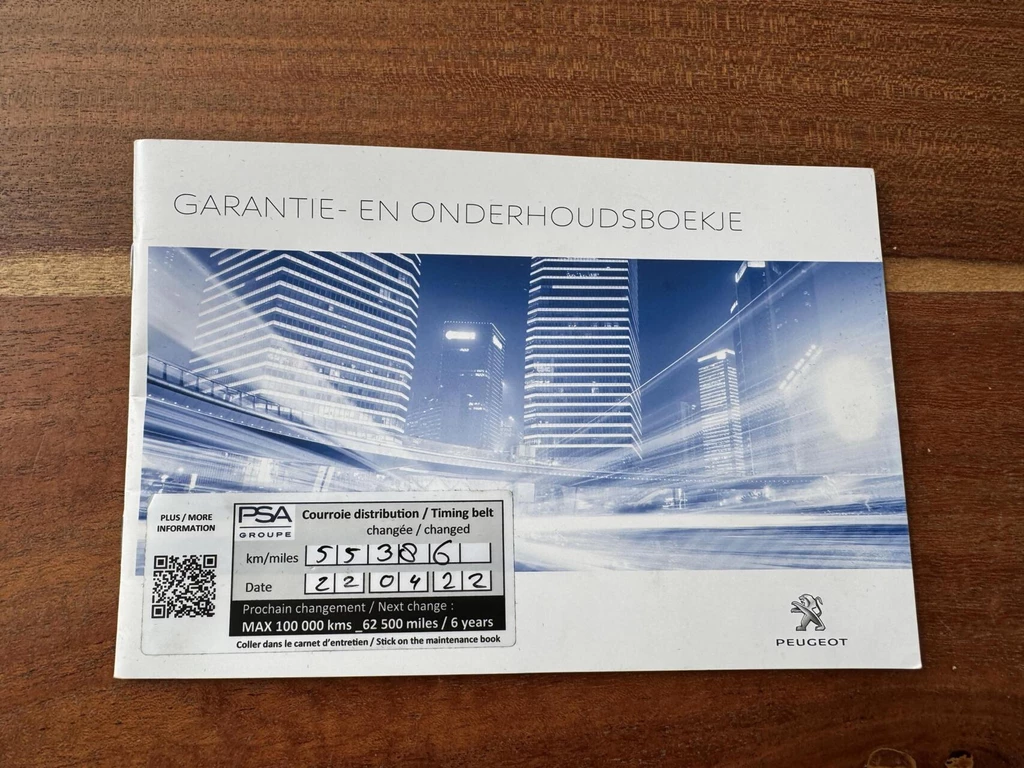 GARANTIE- EN ONDERHOUDSBOEKJE
PLUS / MORE
INFORMATION
PSA
GROUPE
Courroie distribution / Timing belt
changée / changed
km/miles 55386
Date 220422
Prochain changement / Next change :
MAX 100 000 kms _62 500 miles / 6 years
Coller dans le carnet d'entretien / Stick on the maintenance book
PEUGEOT